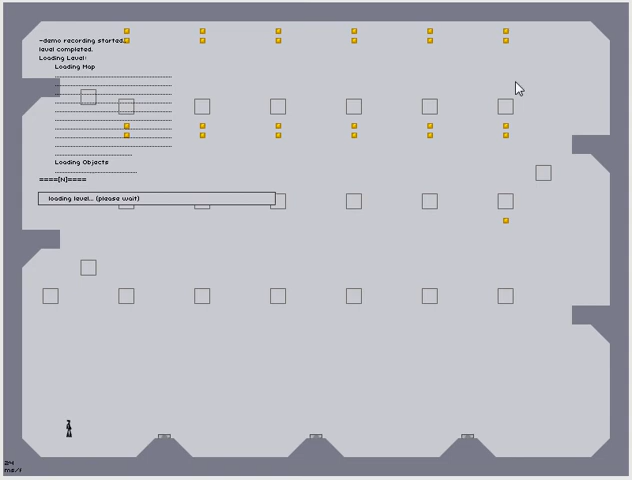 -demo recording started.
level completed.
Loading Level:
Loading Map
Loading Objects
====[N]====
loading level... (please wait)
24
ms/f